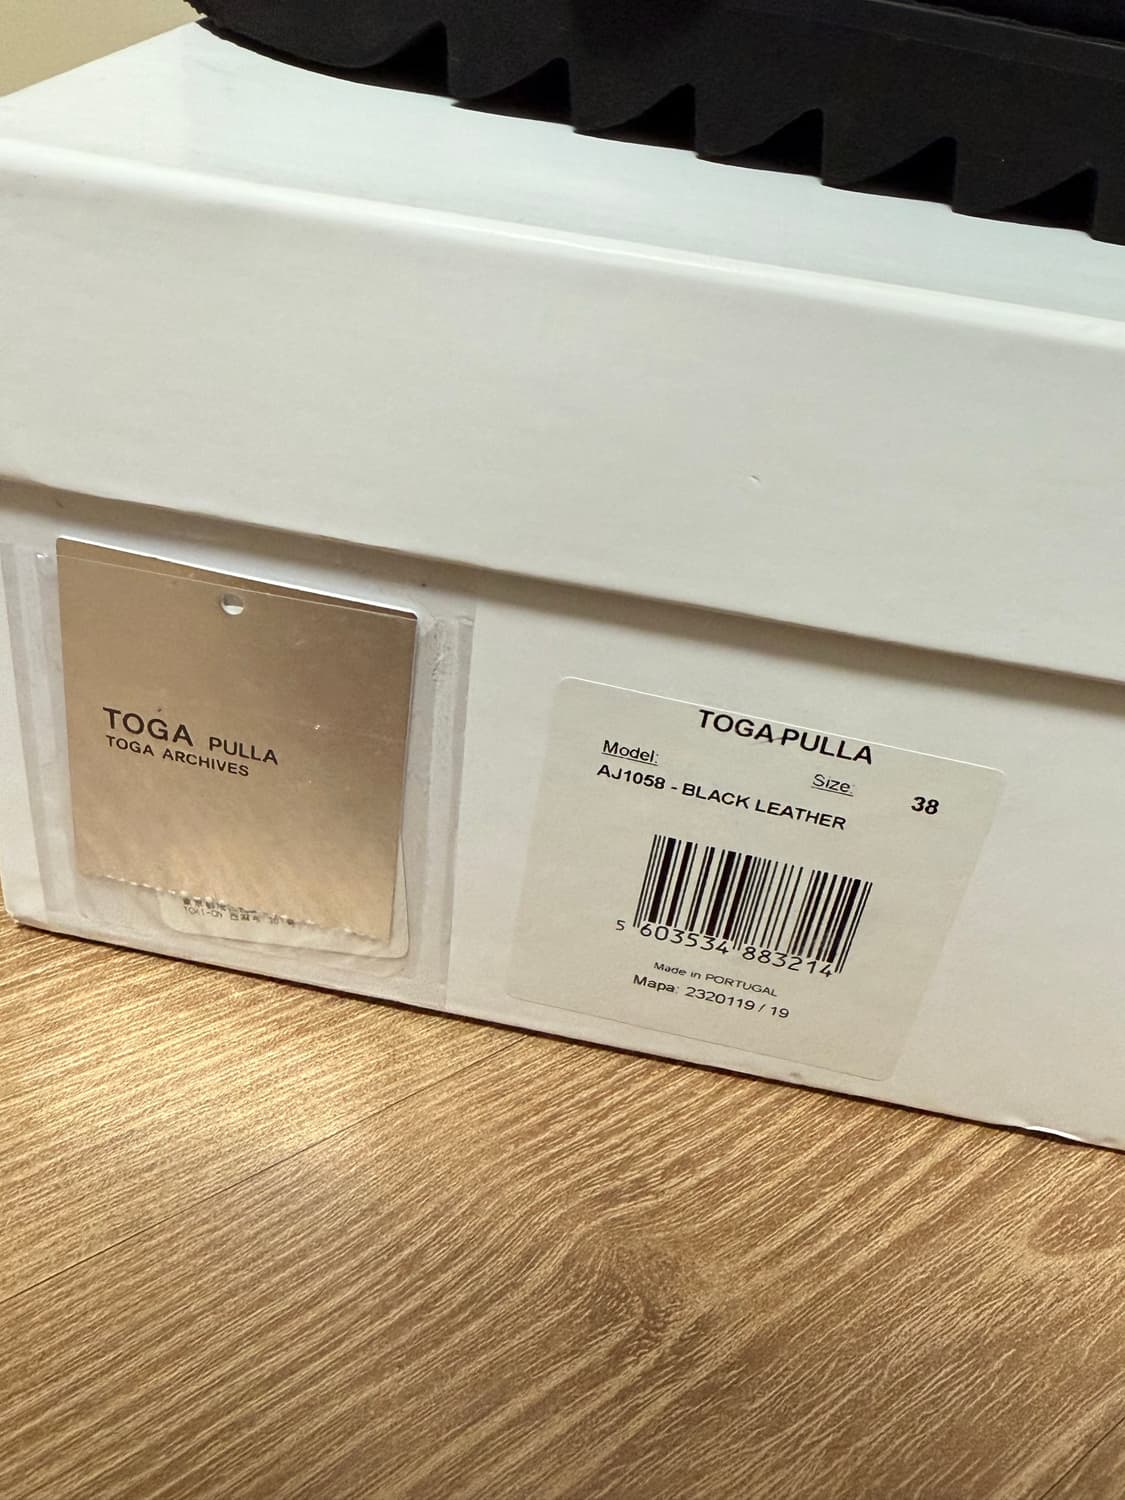 TOGA PULLA
TOGA ARCHIVES
TOGA PULLA
Model:
Size:
AJ1058 - BLACK LEATHER
38
5 603534 883214
Made in PORTUGAL
Mapa: 2320119 / 19